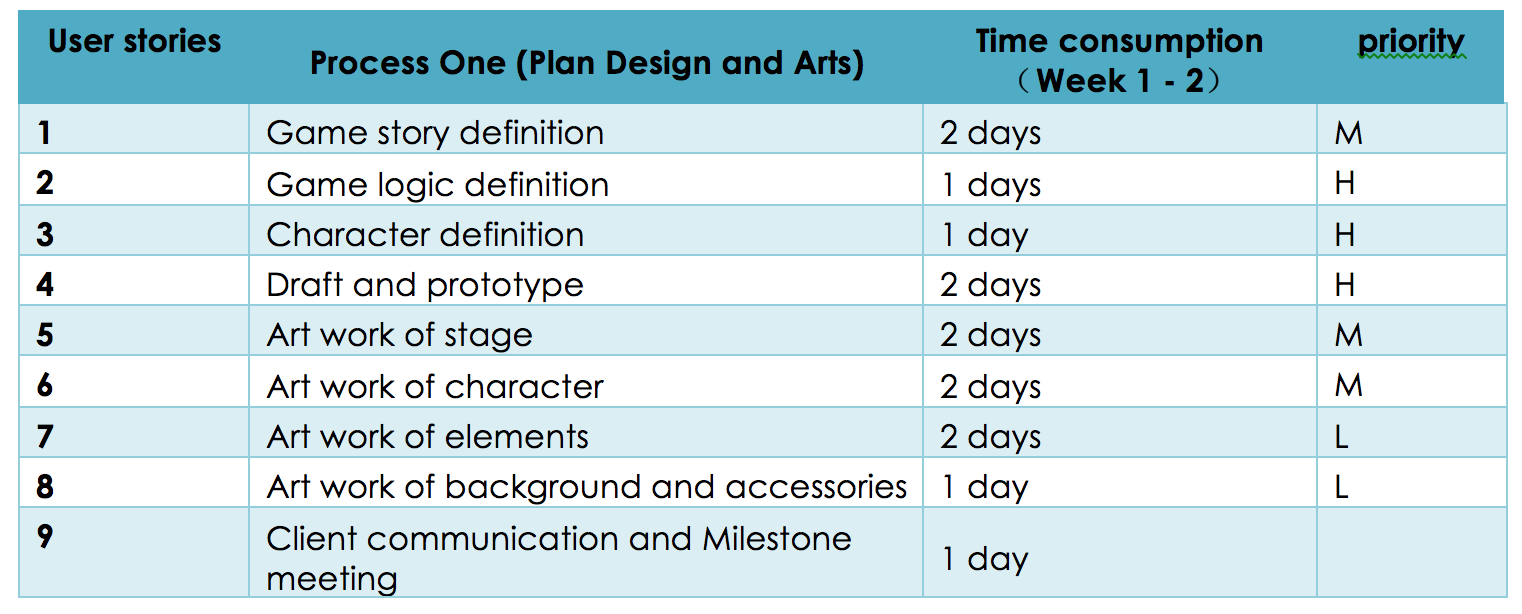 User stories
Process One (Plan Design and Arts)
Time consumption
（Week 1 - 2）
priority
1 Game story definition 2 days M
2 Game logic definition 1 days H
3 Character definition 1 day H
4 Draft and prototype 2 days H
5 Art work of stage 2 days M
6 Art work of character 2 days M
7 Art work of elements 2 days L
8 Art work of background and accessories 1 day L
9 Client communication and Milestone
meeting
1 day